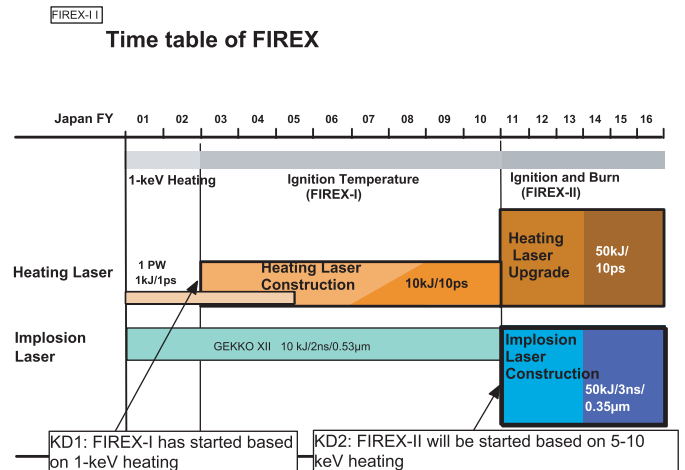 FIREX-I I
Time table of FIREX
Japan FY 01 02 03 04 05 06 07 08 09 10 11 12 13 14 15 16
1-keV Heating
Ignition Temperature
(FIREX-I)
Ignition and Burn
(FIREX-II)
Heating Laser
1 PW
1kJ/1ps
Heating Laser
Construction
10kJ/10ps
Heating
Laser
Upgrade
50kJ/
10ps
Implosion
Laser
GEKKO XII 10 kJ/2ns/0.53μm
Implosion
Laser
Construction
50kJ/3ns/
0.35μm
KD1: FIREX-I has started based
on 1-keV heating
KD2: FIREX-II will be started based on 5-10
keV heating